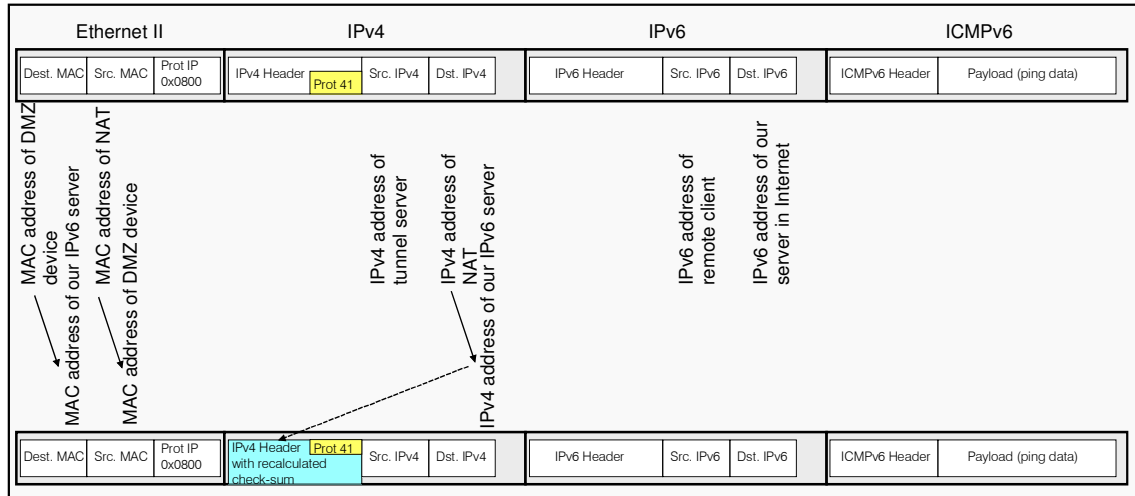 Ethernet II
IPv4
IPv6
ICMPv6
Dest. MAC
Src. MAC
Prot IP
0x0800
IPv4 Header
Prot 41
Src. IPv4
Dst. IPv4
IPv6 Header
Src. IPv6
Dst. IPv6
ICMPv6 Header
Payload (ping data)
MAC address of DMZ
device
MAC address of our IPv6 server
MAC address of NAT
MAC address of DMZ device
IPv4 address of
tunnel server
IPv4 address of
NAT
IPv4 address of our IPv6 server
IPv6 address of
remote client
IPv6 address of our
server in Internet
Dest. MAC
Src. MAC
Prot IP
0x0800
IPv4 Header
Prot 41
with recalculated
check-sum
Src. IPv4
Dst. IPv4
IPv6 Header
Src. IPv6
Dst. IPv6
ICMPv6 Header
Payload (ping data)